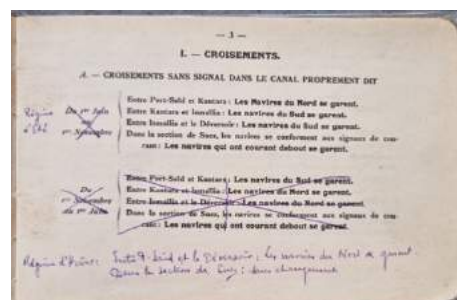 — 3 —
I. — CROISEMENTS.
A. — CROISEMENTS SANS SIGNAL DANS LE CANAL PROPREMENT DIT
Régime d'Été
Du 1er Juin
au
1er Novembre
Entre Port-Saïd et Kantara : Les Navires du Nord se garent.
Entre Kantara et Ismaïlia : Les navires du Sud se garent.
Entre Ismaïlia et le Déversoir : Les navires du Sud se garent.
Dans la section de Suez, les navires se conforment aux signaux de cou-
rant : Les navires qui ont courant debout se garent.
Du
1er Novembre
au 1er Juin
Entre Port-Saïd et Kantara : Les navires du Sud se garent.
Entre Kantara et Ismaïlia : Les navires du Nord se garent.
Entre Ismaïlia et le Déversoir : Les navires du Nord se garent.
Dans la section de Suez, les navires se conforment aux signaux de cou-
rant : Les navires qui ont courant debout se garent.
Régime d'Hiver : Entre P-Saïd et le Déversoir : les navires du Nord se garent.
Dans la section de Suez : sans changement